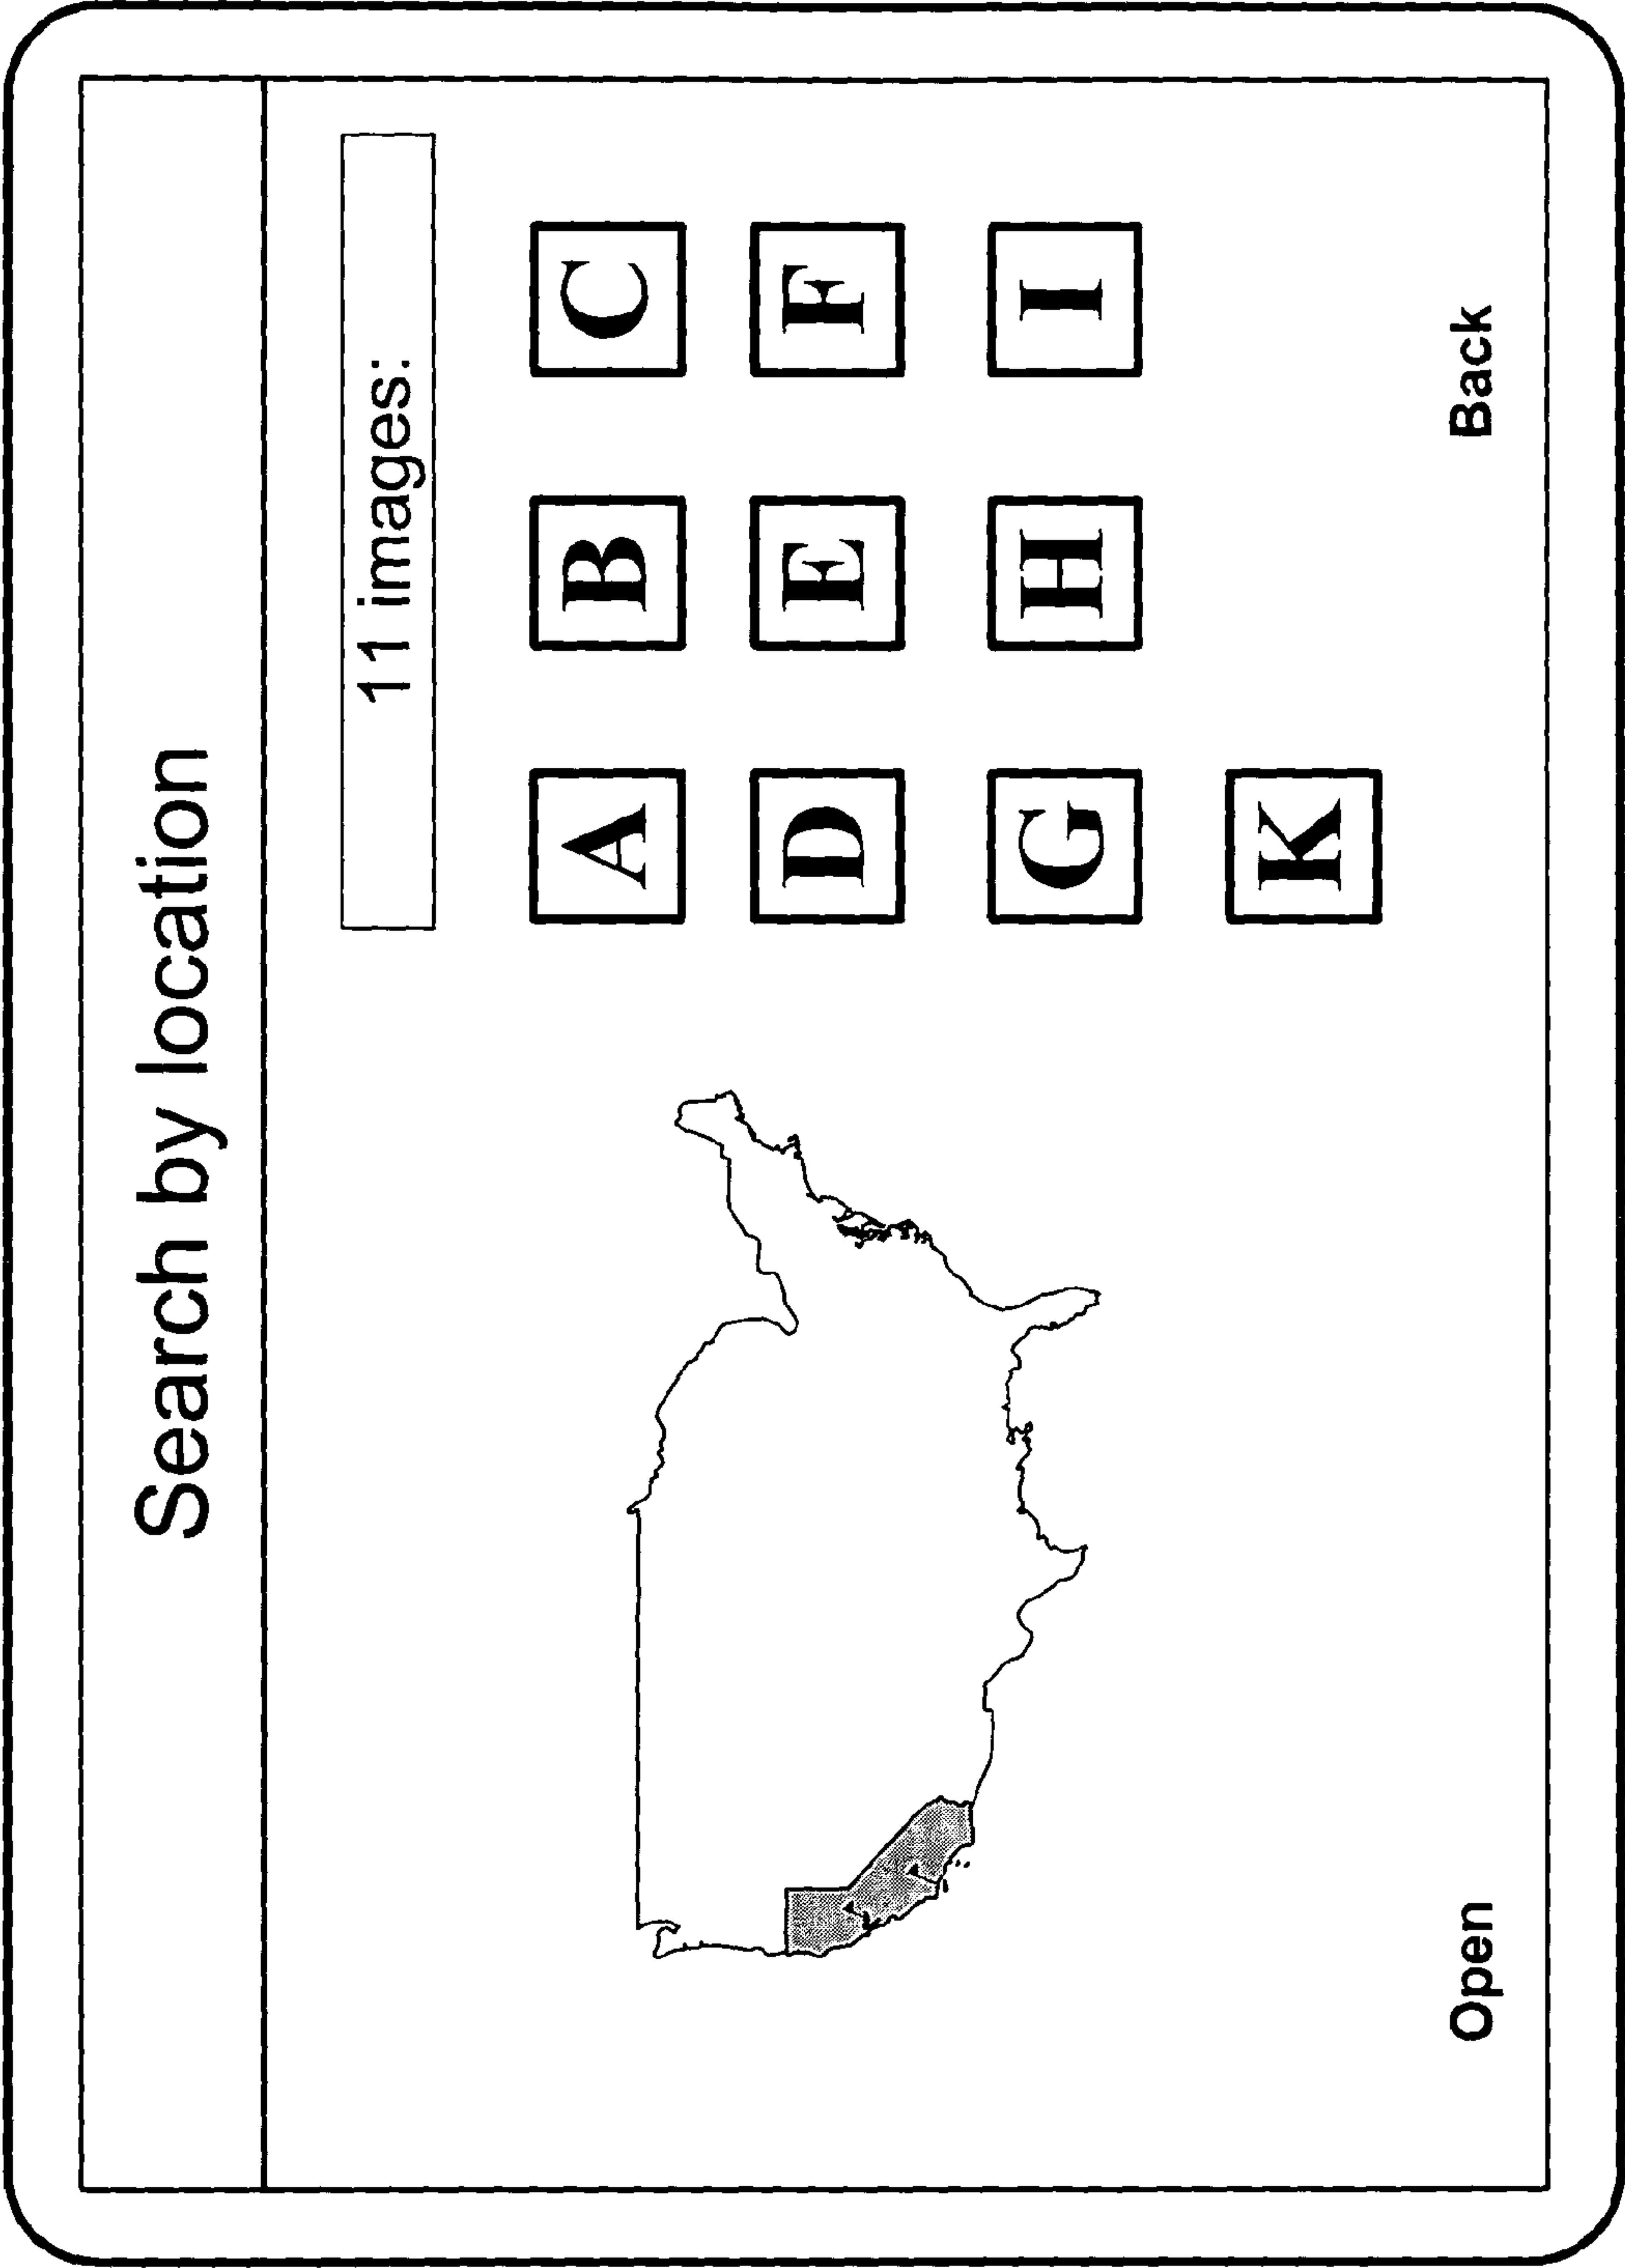 Search by location
11 images:
A B C
D E F
G H I
K
Open Back